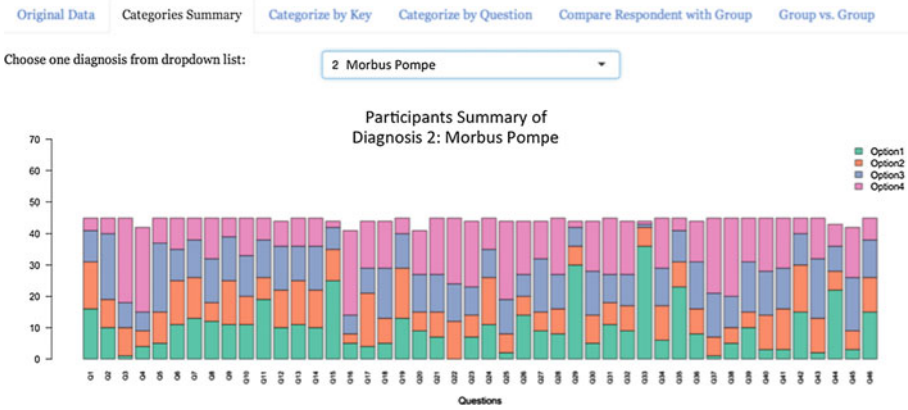 Original Data Categories Summary Categorize by Key Categorize by Question Compare Respondent with Group Group vs. Group
Choose one diagnosis from dropdown list: 2 Morbus Pompe
Participants Summary of
Diagnosis 2: Morbus Pompe
70
60
50
40
30
20
10
0
Option1
Option2
Option3
Option4
Q1 Q2 Q3 Q4 Q5 Q6 Q7 Q8 Q9 Q10 Q11 Q12 Q13 Q14 Q15 Q16 Q17 Q18 Q19 Q20 Q21 Q22 Q23 Q24 Q25 Q26 Q27 Q28 Q29 Q30 Q31 Q32 Q33 Q34 Q35 Q36 Q37 Q38 Q39 Q40 Q41 Q42 Q43 Q44 Q45 Q46
Questions